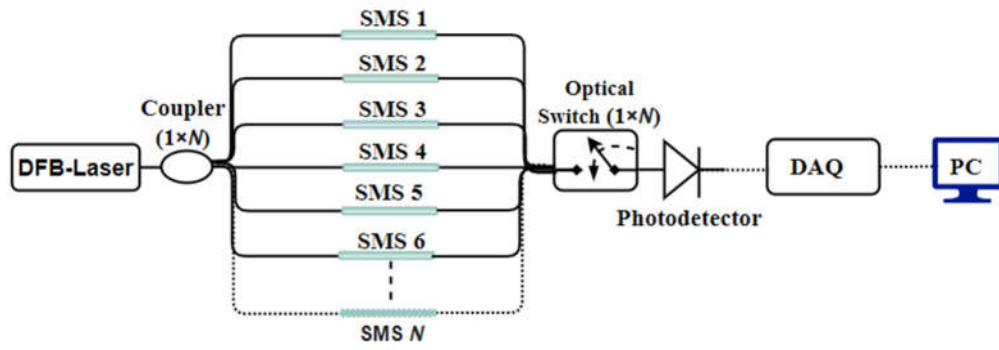 SMS 1
SMS 2
SMS 3
SMS 4
SMS 5
SMS 6
SMS N
Coupler
(1×N)
DFB-Laser
Optical
Switch (1×N)
Photodetector
DAQ
PC